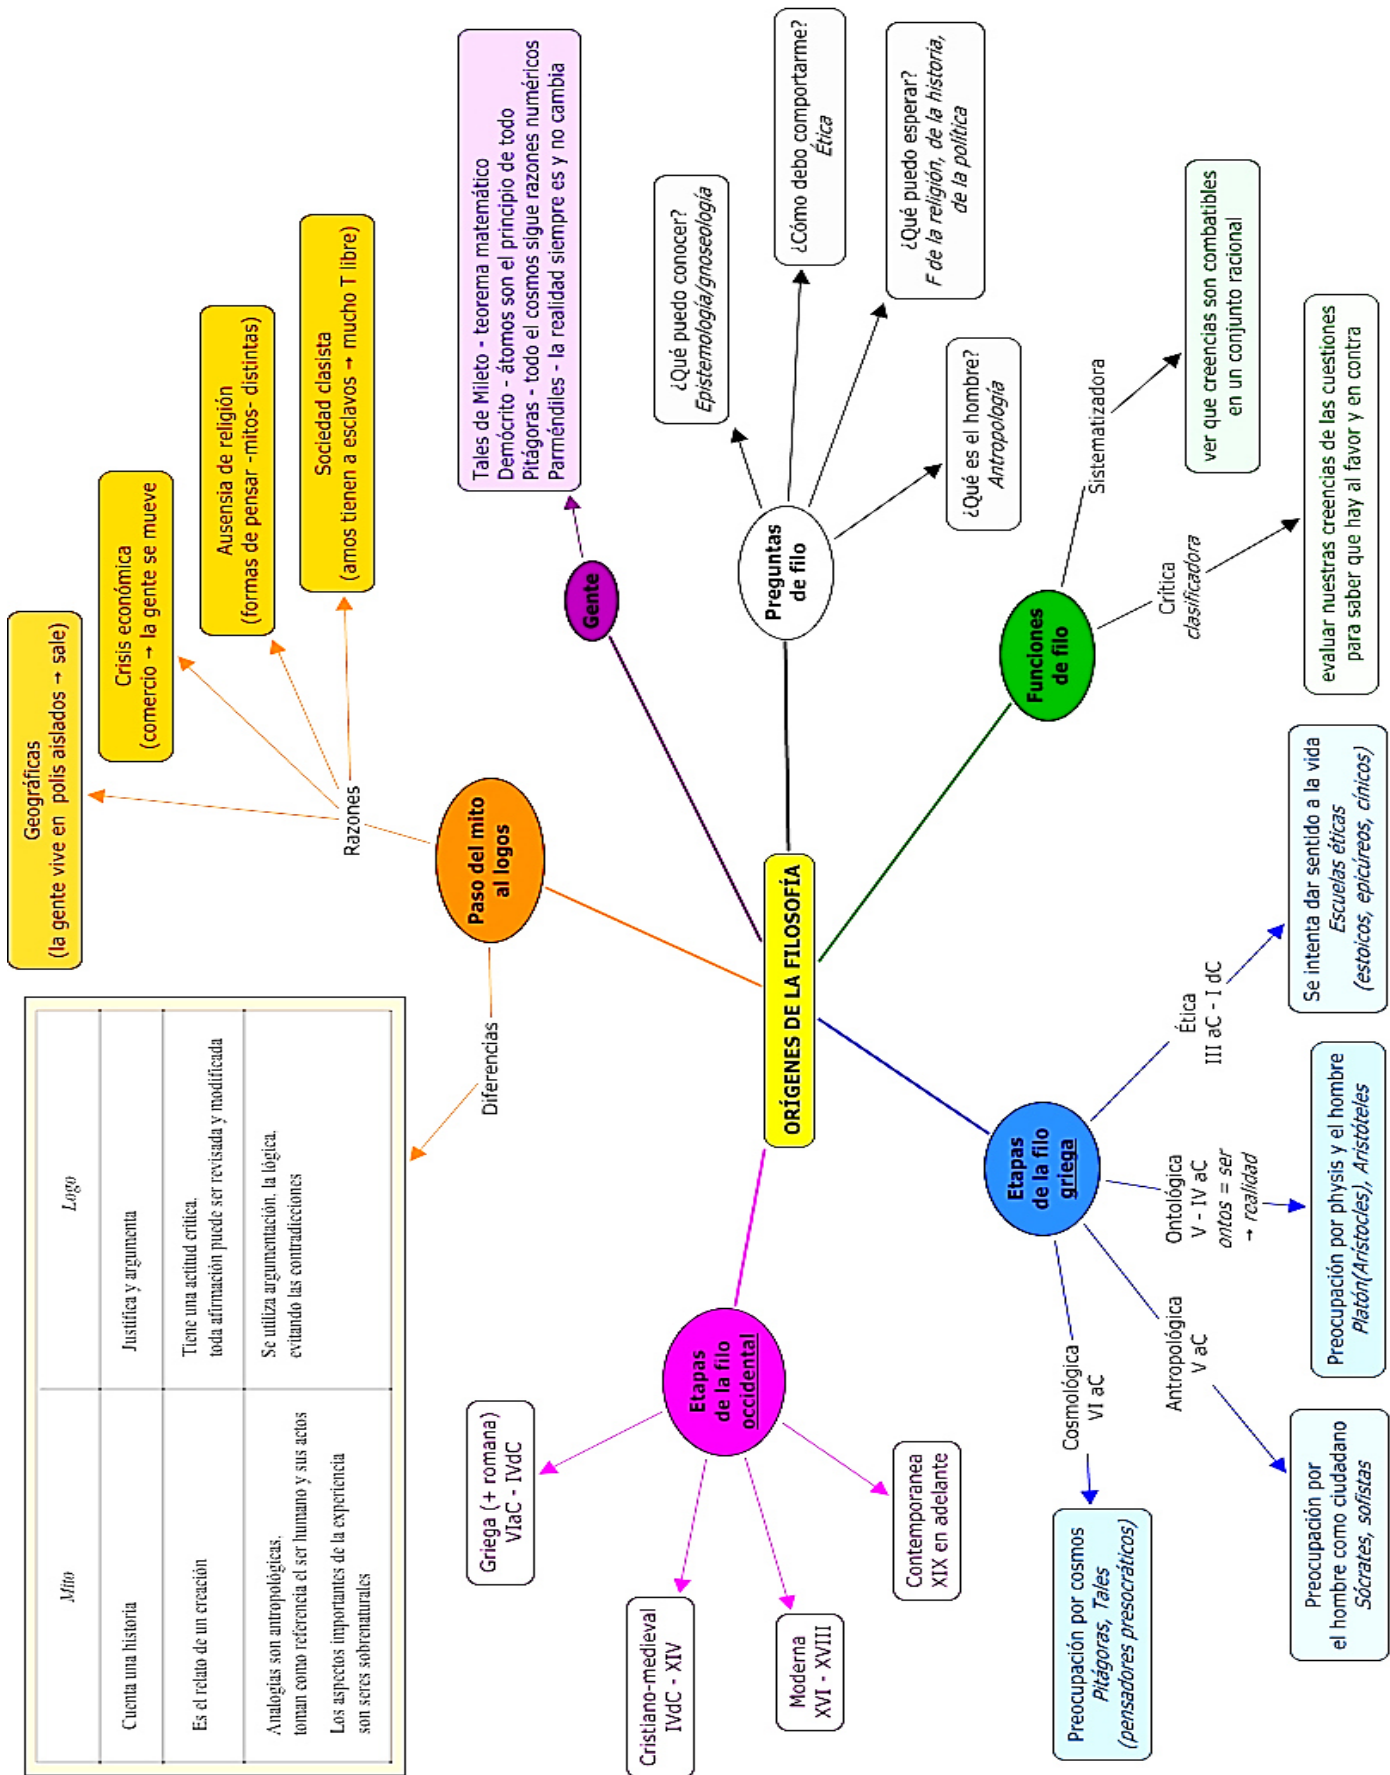 Mito
Logo
Cuenta una historia
Justifica y argumenta
Es el relato de un creación
Tiene una actitud crítica.
toda afirmación puede ser revisada y modificada
Analogías son antropológicas.
toman como referencia el ser humano y sus actos
Los aspectos importantes de la experiencia
son seres sobrenaturales
Se utiliza argumentación. la lógica.
evitando las contradicciones
Diferencias
Paso del mito
al logos
Razones
Geográficas
(la gente vive en polis aislados → sale)
Crisis económica
(comercio → la gente se mueve
Ausensia de religión
(formas de pensar -mitos- distintas)
Sociedad clasista
(amos tienen a esclavos → mucho T libre)
Gente
Tales de Mileto - teorema matemático
Demócrito - átomos son el principio de todo
Pitágoras - todo el cosmos sigue razones numéricos
Parméndiles - la realidad siempre es y no cambia
ORÍGENES DE LA FILOSOFÍA
Preguntas
de filo
¿Qué puedo conocer?
Epistemología/gnoseología
¿Cómo debo comportarme?
Ética
¿Qué puedo esperar?
F de la religión, de la historia,
de la política
¿Qué es el hombre?
Antropología
Funciones
de filo
Sistematizadora
ver que creencias son combatibles
en un conjunto racional
Crítica
clasificadora
evaluar nuestras creencias de las cuestiones
para saber que hay al favor y en contra
Etapas
de la filo
occidental
Griega (+ romana)
VIaC - IVdC
Cristiano-medieval
IVdC - XIV
Moderna
XVI - XVIII
Contemporanea
XIX en adelante
Etapas
de la filo
griega
Cosmológica
VI aC
Preocupación por cosmos
Pitágoras, Tales
(pensadores presocráticos)
Antropológica
V aC
Preocupación por
el hombre como ciudadano
Sócrates, sofistas
Ontológica
V - IV aC
ontos = ser
→ realidad
Preocupación por physis y el hombre
Platón(Arístocles), Aristóteles
Ética
III aC - I dC
Se intenta dar sentido a la vida
Escuelas éticas
(estoicos, epicúreos, cínicos)